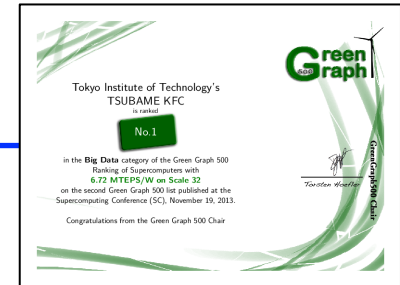 Green
Graph
500
Tokyo Institute of Technology's
TSUBAME KFC
is ranked
No.1
in the Big Data category of the Green Graph 500
Ranking of Supercomputers with
6.72 MTEPS/W on Scale 32
on the second Green Graph 500 list published at the
Supercomputing Conference (SC), November 19, 2013.
Congratulations from the Green Graph 500 Chair
Torsten Hoefler
GreenGraph500 Chair